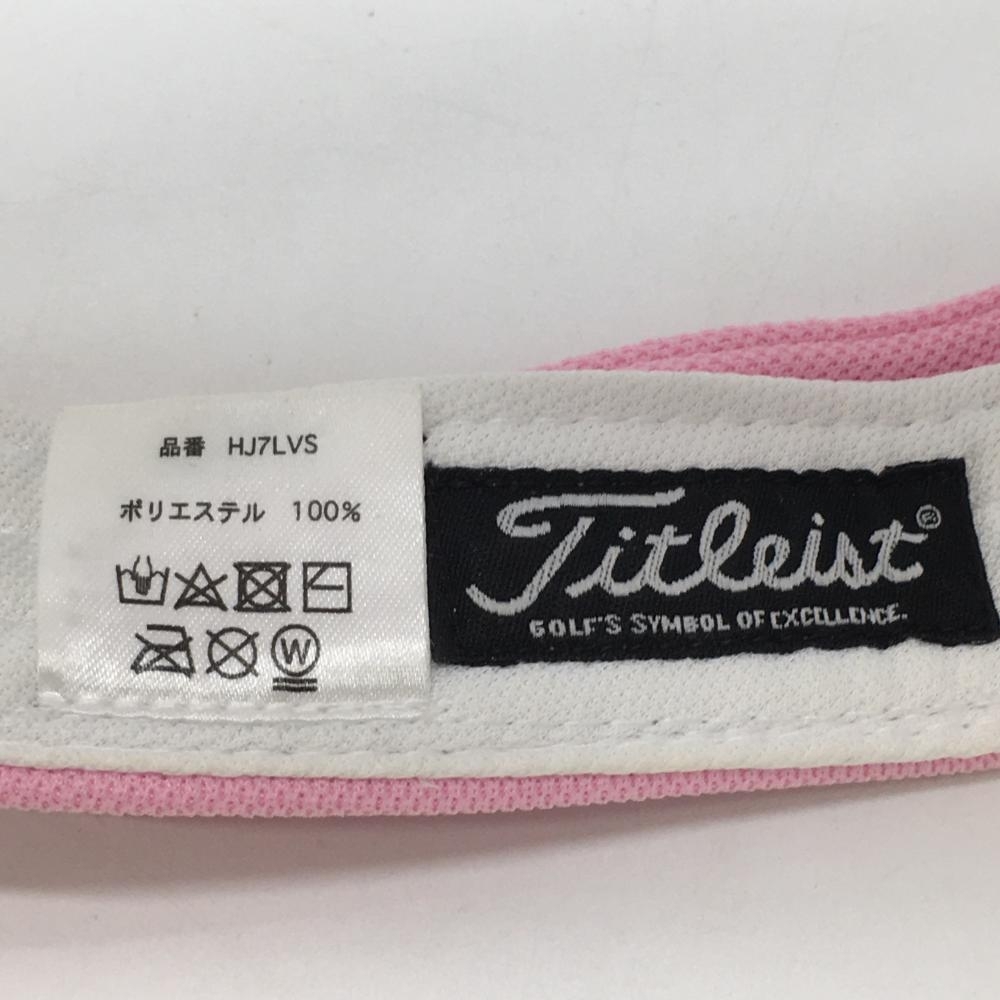 品番 HJ7LVS
ポリエステル 100%
W
Titleist®
GOLF'S SYMBOL OF EXCELLENCE.